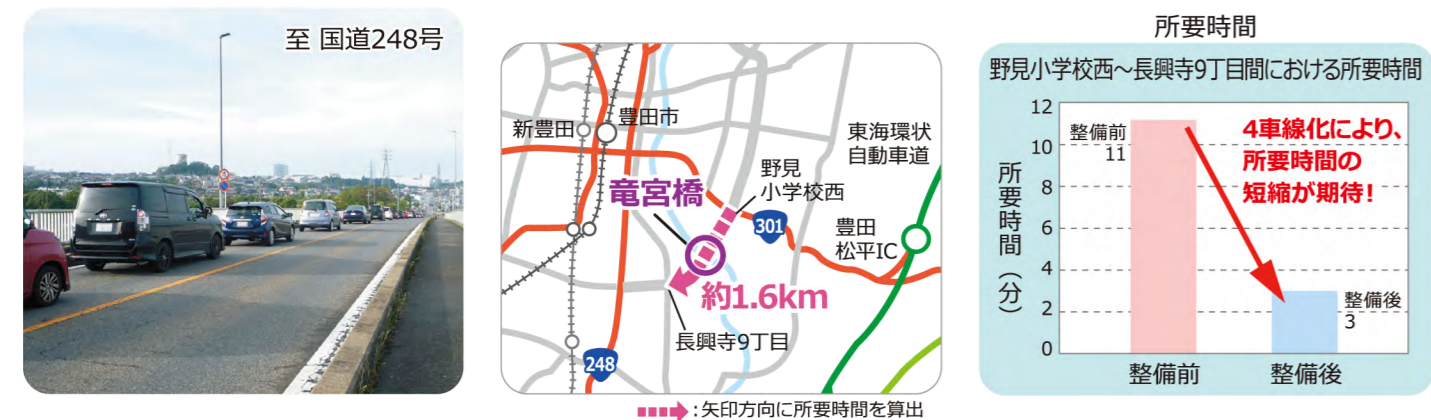 至 国道248号
新豊田
豊田市
東海環状
自動車道
竜宮橋
野見
小学校西
301
豊田
松平IC
約1.6km
長興寺9丁目
248
:矢印方向に所要時間を算出
所要時間
野見小学校西～長興寺9丁目間における所要時間
所要時間（分）
12
10
8
6
4
2
0
整備前
11
4車線化により、
所要時間の
短縮が期待!
整備後
3
整備前
整備後